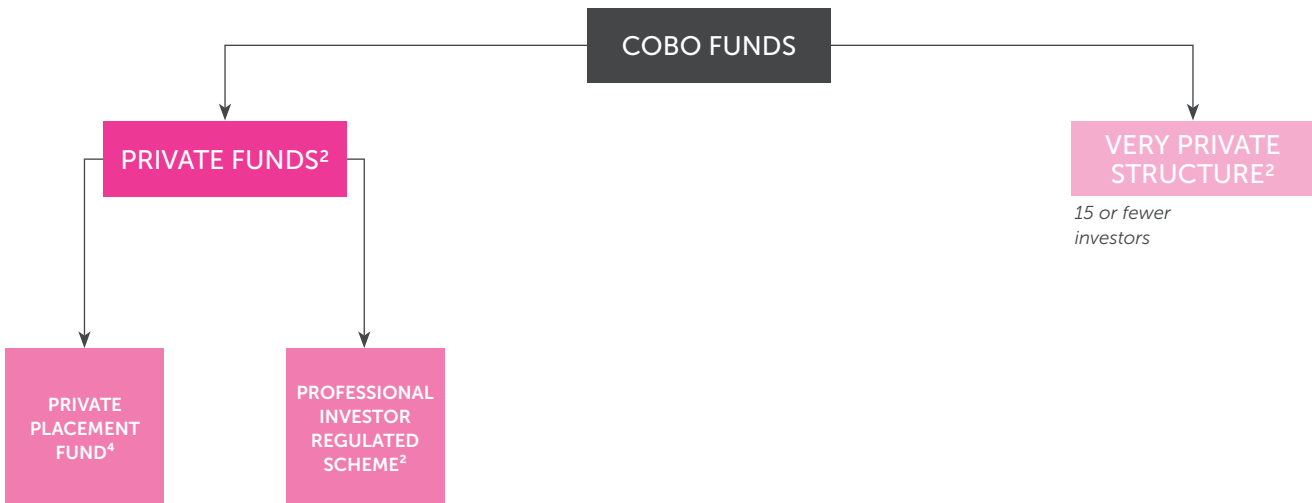 COBO FUNDS
PRIVATE FUNDS²
VERY PRIVATE
STRUCTURE²
15 or fewer
investors
PRIVATE
PLACEMENT
FUND⁴
PROFESSIONAL
INVESTOR
REGULATED
SCHEME²